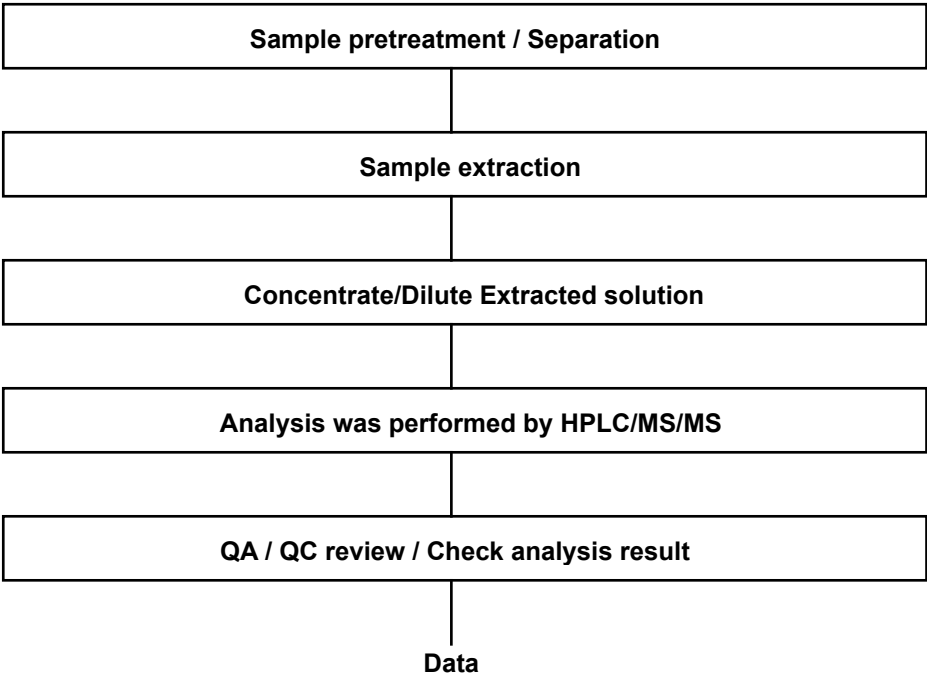 Sample pretreatment / Separation
Sample extraction
Concentrate/Dilute Extracted solution
Analysis was performed by HPLC/MS/MS
QA / QC review / Check analysis result
Data